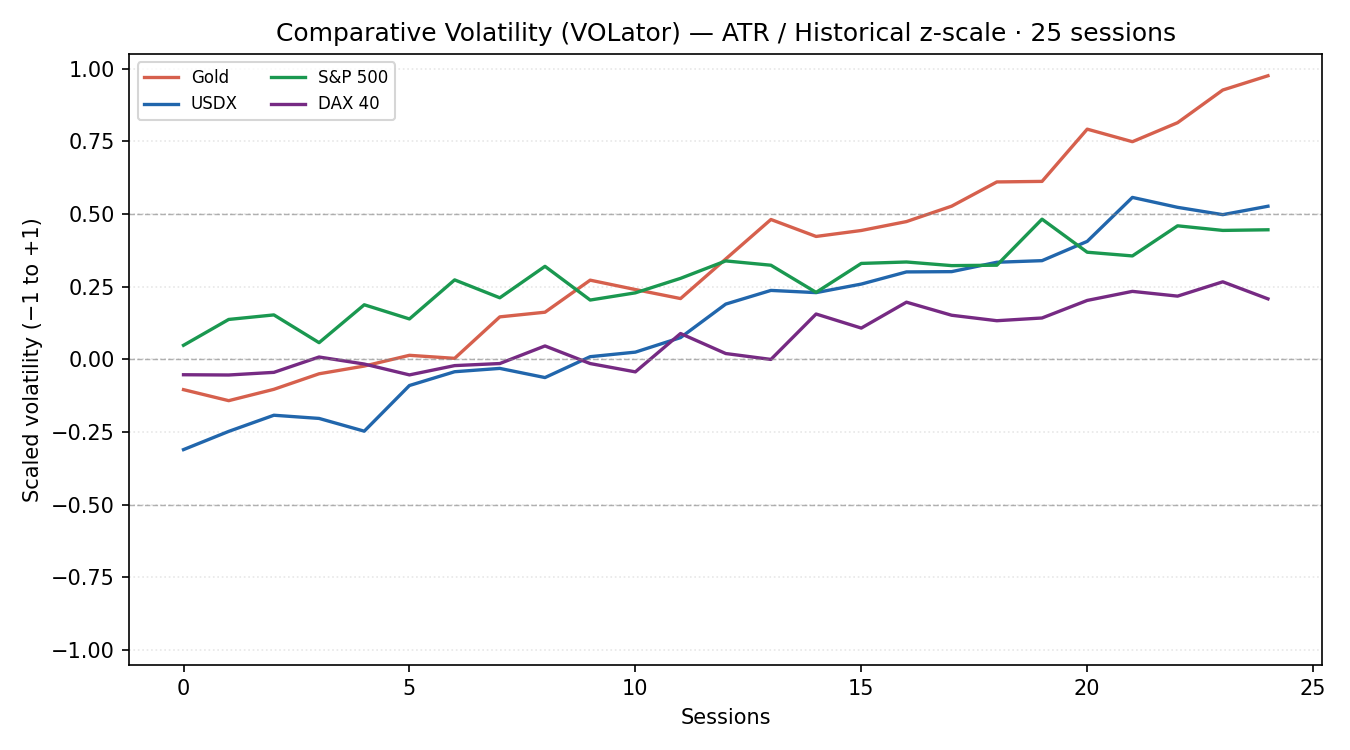 Comparative Volatility (VOLator) — ATR / Historical z-scale · 25 sessions
Gold
USDX
S&P 500
DAX 40
Scaled volatility (−1 to +1)
1.00
0.75
0.50
0.25
0.00
−0.25
−0.50
−0.75
−1.00
0 5 10 15 20 25
Sessions